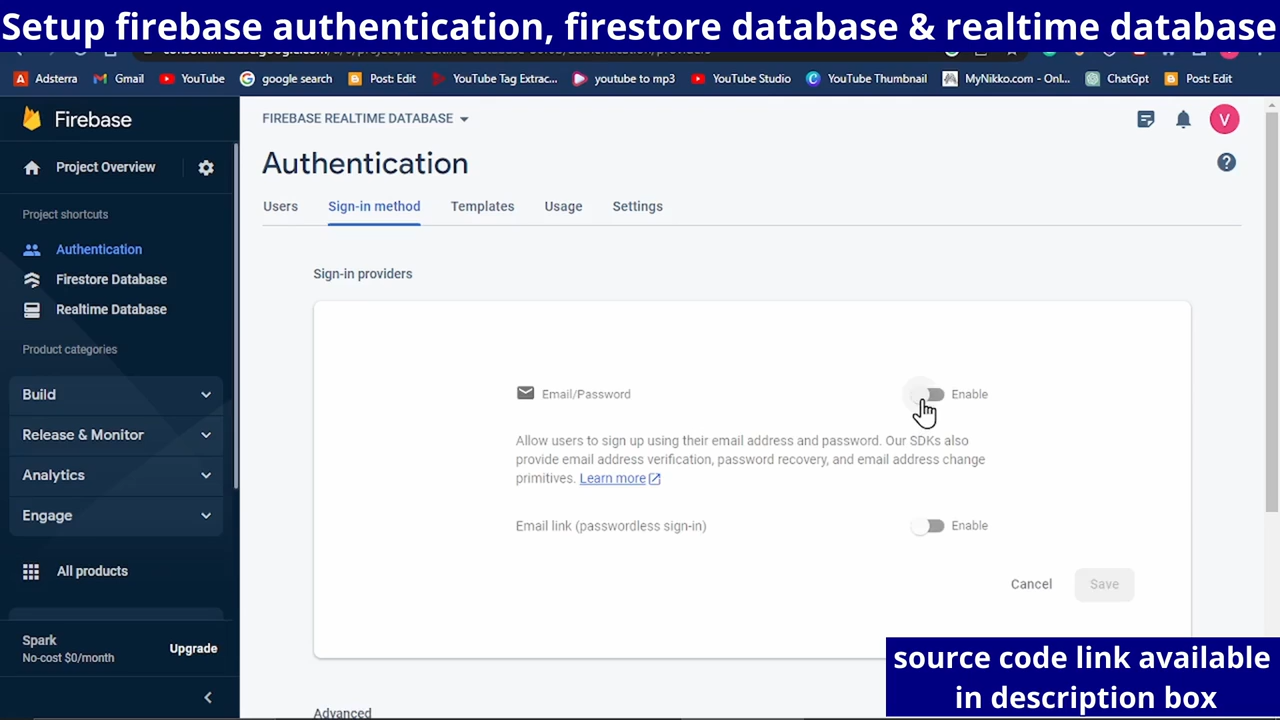 Setup firebase authentication, firestore database & realtime database
Adsterra
Gmail
YouTube
google search
Post: Edit
YouTube Tag Extrac...
youtube to mp3
YouTube Studio
YouTube Thumbnail
MyNikko.com - Onl...
ChatGpt
Post: Edit
Firebase
Project Overview
Project shortcuts
Authentication
Firestore Database
Realtime Database
Product categories
Build
Release & Monitor
Analytics
Engage
All products
Spark
No-cost $0/month
Upgrade
FIREBASE REALTIME DATABASE
V
Authentication
Users
Sign-in method
Templates
Usage
Settings
Sign-in providers
Email/Password
Enable
Allow users to sign up using their email address and password. Our SDKs also
provide email address verification, password recovery, and email address change
primitives. Learn more
Email link (passwordless sign-in)
Enable
Cancel
Save
Advanced
source code link available
in description box